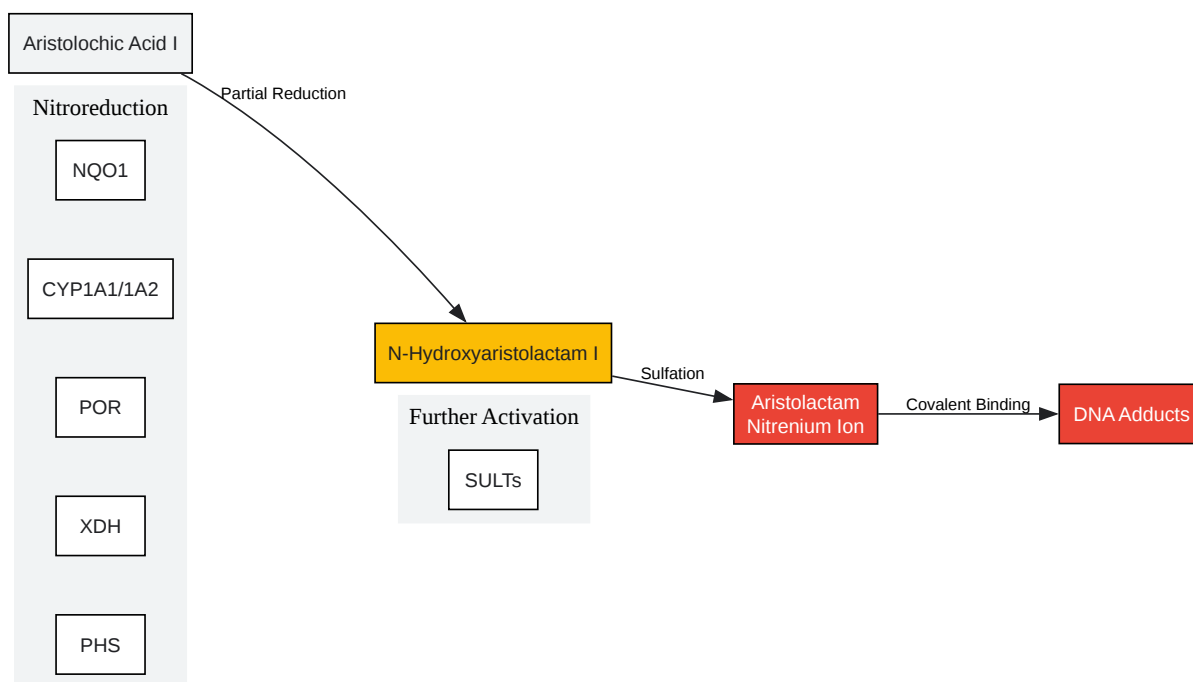 Aristolochic Acid I
Partial Reduction
Nitroreduction
NQO1
CYP1A1/1A2
POR
XDH
PHS
N-Hydroxyaristolactam I
Further Activation
SULTs
Sulfation
Aristolactam
Nitrenium Ion
Covalent Binding
DNA Adducts